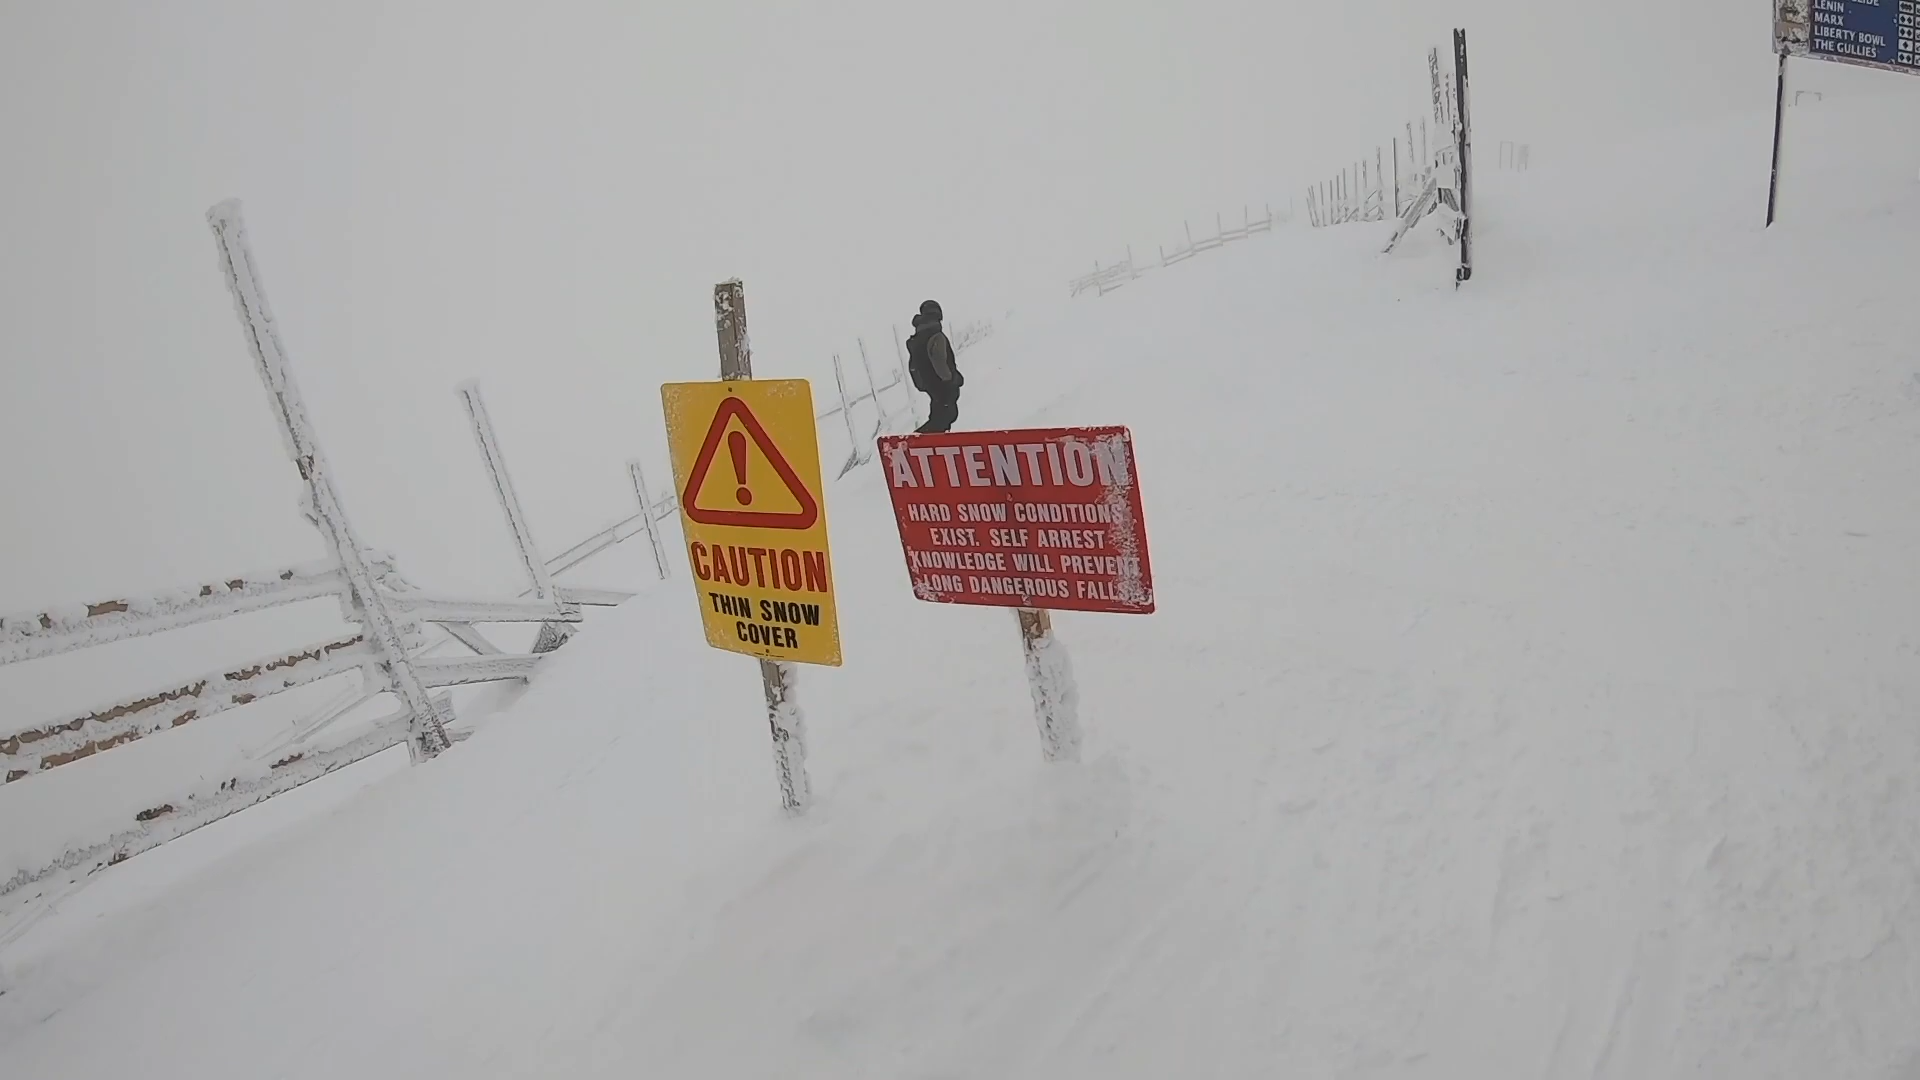 LENIN
MARX
LIBERTY BOWL
THE GULLIES
CAUTION
THIN SNOW
COVER
ATTENTION
HARD SNOW CONDITIONS
EXIST. SELF ARREST
KNOWLEDGE WILL PREVENT
LONG DANGEROUS FALLS